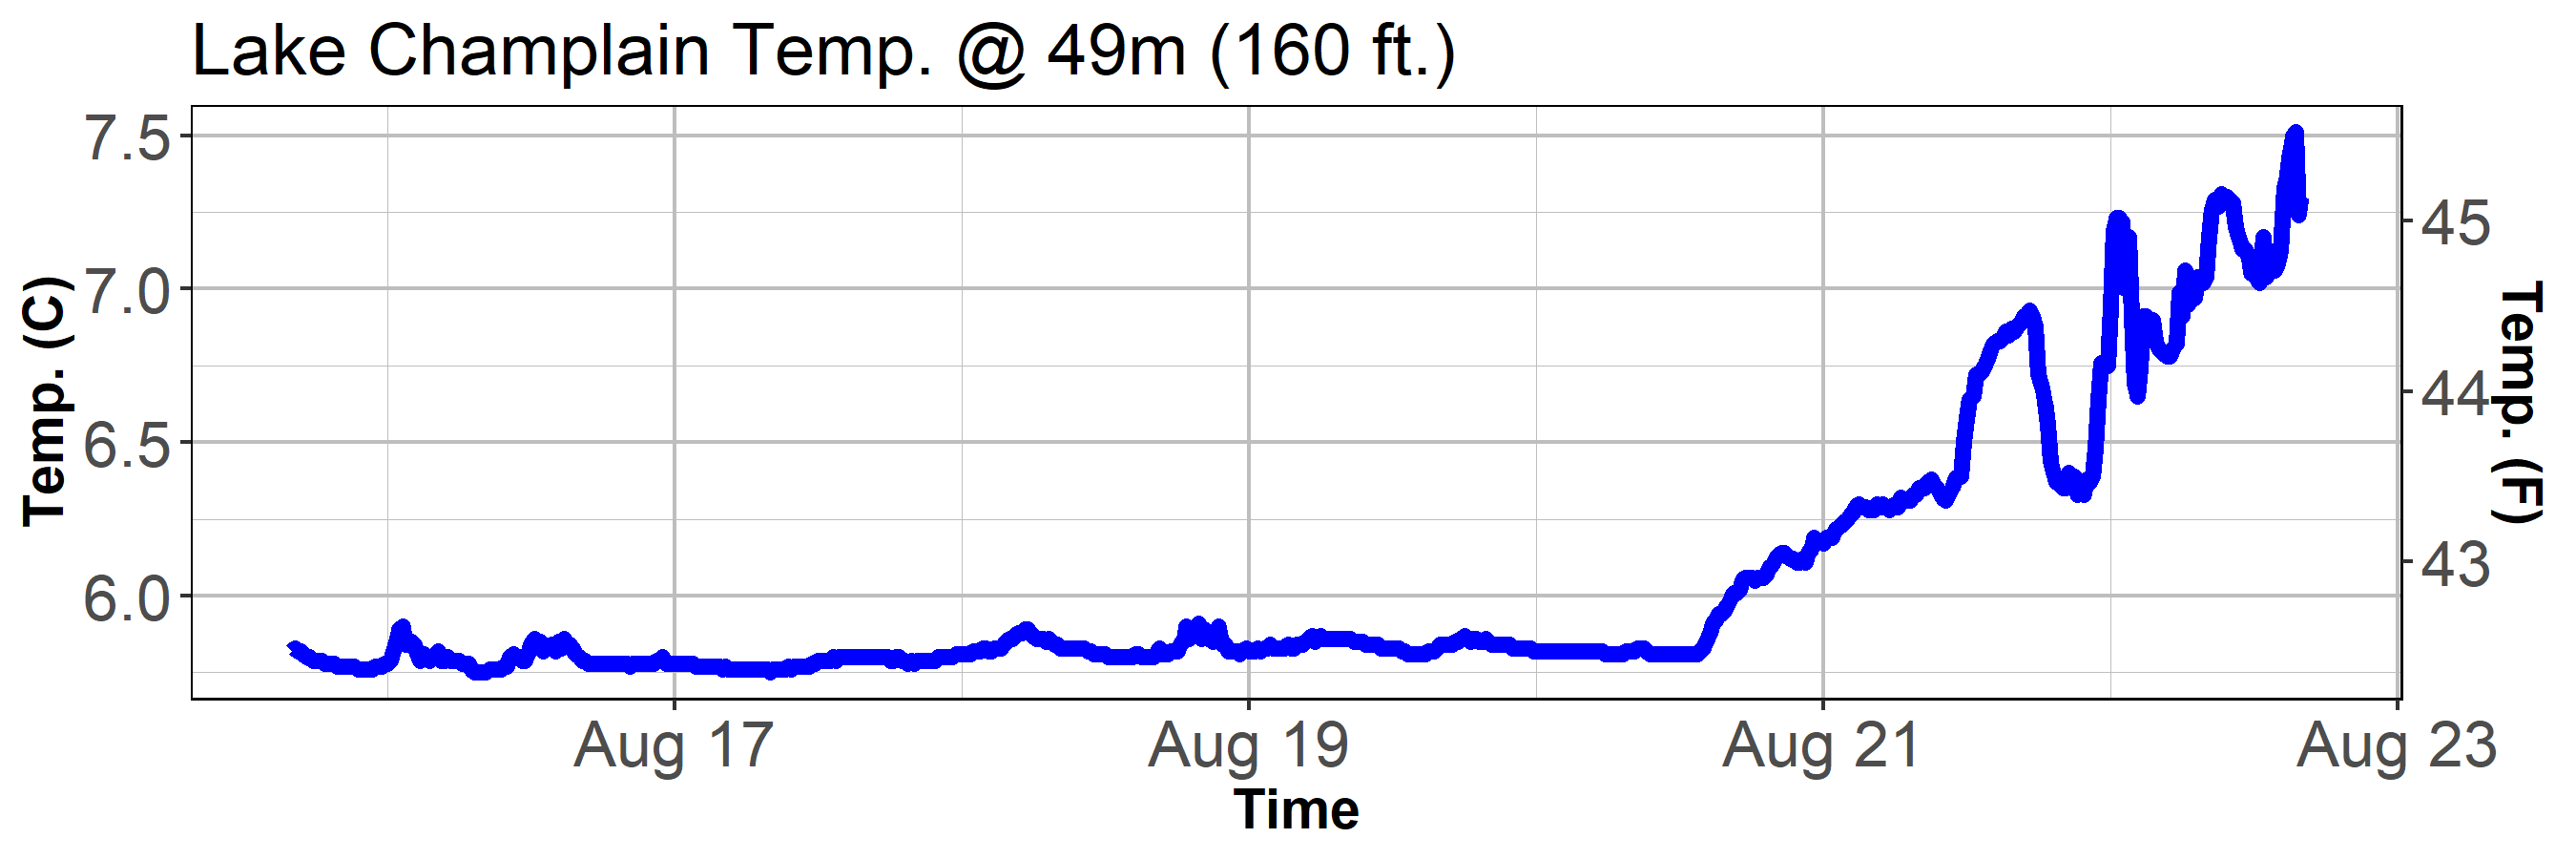 Lake Champlain Temp. @ 49m (160 ft.)
7.5
7.0
6.5
6.0
Temp. (C)
45
44
43
Temp. (F)
Aug 17 Aug 19 Aug 21 Aug 23
Time